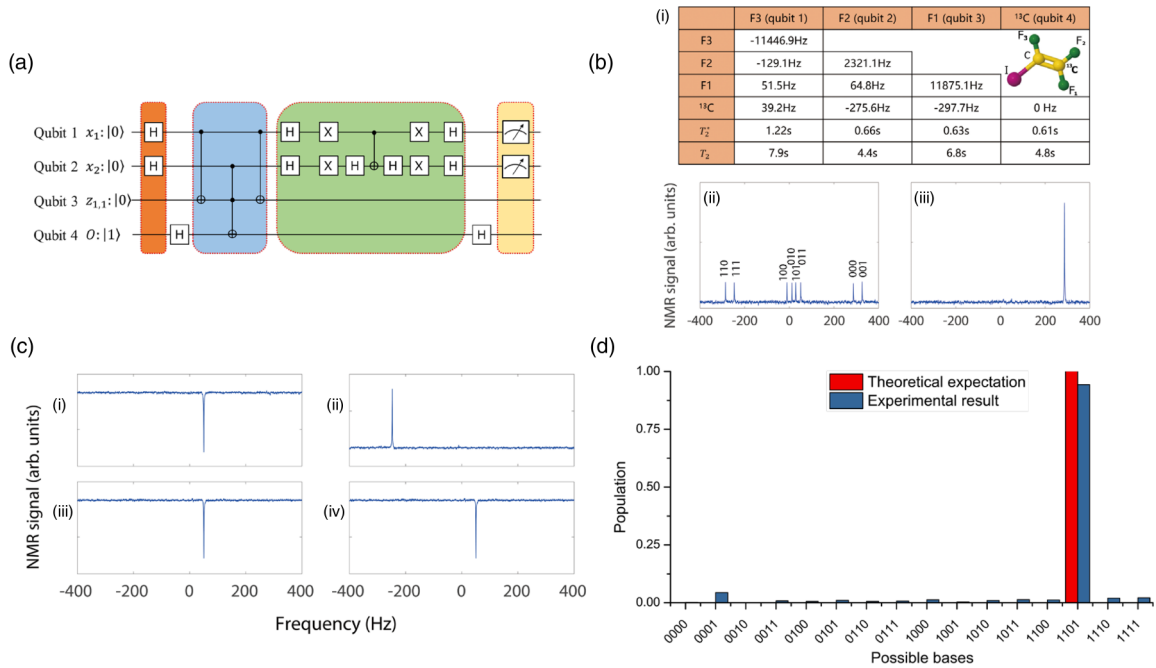 (a)
Qubit 1 x₁:|0⟩ H H X X H
Qubit 2 x₂:|0⟩ H H X H H X H
Qubit 3 z₁,₁:|0⟩
Qubit 4 O:|1⟩ H H
(b)
(i)
F3 (qubit 1) F2 (qubit 2) F1 (qubit 3) ¹³C (qubit 4)
F3 -11446.9Hz
F2 -129.1Hz 2321.1Hz
F1 51.5Hz 64.8Hz 11875.1Hz
¹³C 39.2Hz -275.6Hz -297.7Hz 0 Hz
T₂* 1.22s 0.66s 0.63s 0.61s
T₂ 7.9s 4.4s 6.8s 4.8s
F₃
F₂
C
¹³C
I
F₁
NMR signal (arb. units)
(ii)
110 111 100 010 101 011 000 001
-400 -200 0 200 400
(iii)
-400 -200 0 200 400
(c)
NMR signal (arb. units)
(i)
(ii)
-400 -200 0 200 400
(iii)
(iv)
-400 -200 0 200 400
-400 -200 0 200 400
Frequency (Hz)
(d)
Population
1.00
0.75
0.50
0.25
0.00
Theoretical expectation
Experimental result
0000 0001 0010 0011 0100 0101 0110 0111 1000 1001 1010 1011 1100 1101 1110 1111
Possible bases